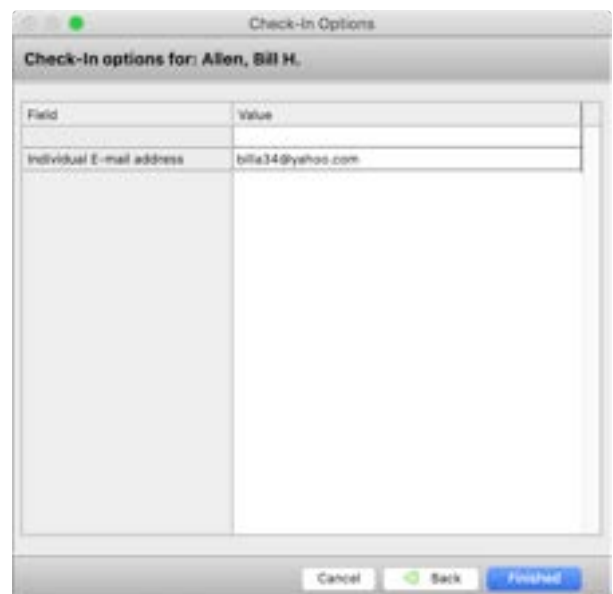 Check-In Options
Check-In options for: Allen, Bill H.
Field Value
Individual E-mail address billa34@yahoo.com
Cancel Back Finished